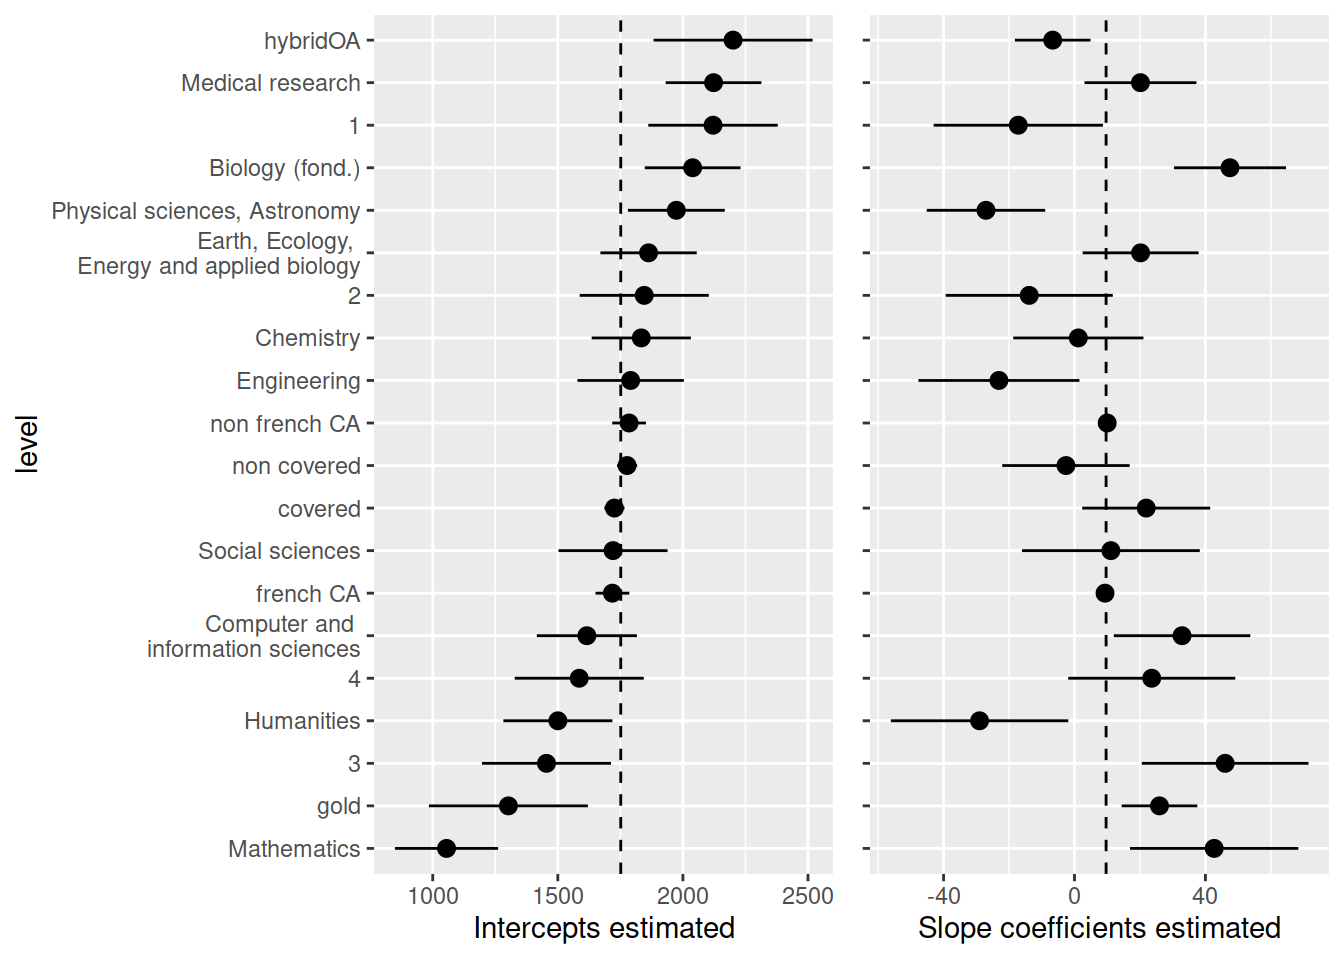 hybridOA
Medical research
1
Biology (fond.)
Physical sciences, Astronomy
Earth, Ecology,
Energy and applied biology
2
Chemistry
Engineering
non french CA
non covered
covered
Social sciences
french CA
Computer and
information sciences
4
Humanities
3
gold
Mathematics
level
1000 1500 2000 2500
Intercepts estimated
-40 0 40
Slope coefficients estimated